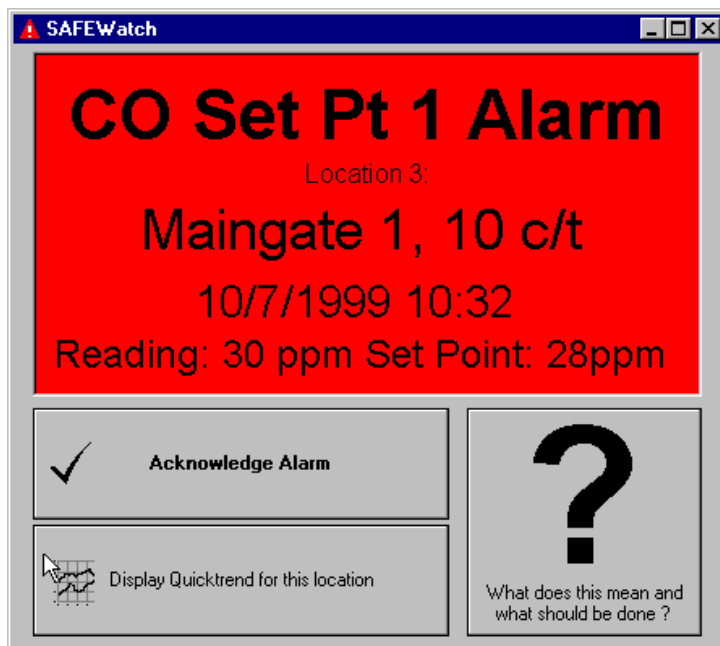 SAFEWatch
CO Set Pt 1 Alarm
Location 3:
Maingate 1, 10 c/t
10/7/1999 10:32
Reading: 30 ppm Set Point: 28ppm
Acknowledge Alarm
Display Quicktrend for this location
?
What does this mean and
what should be done ?